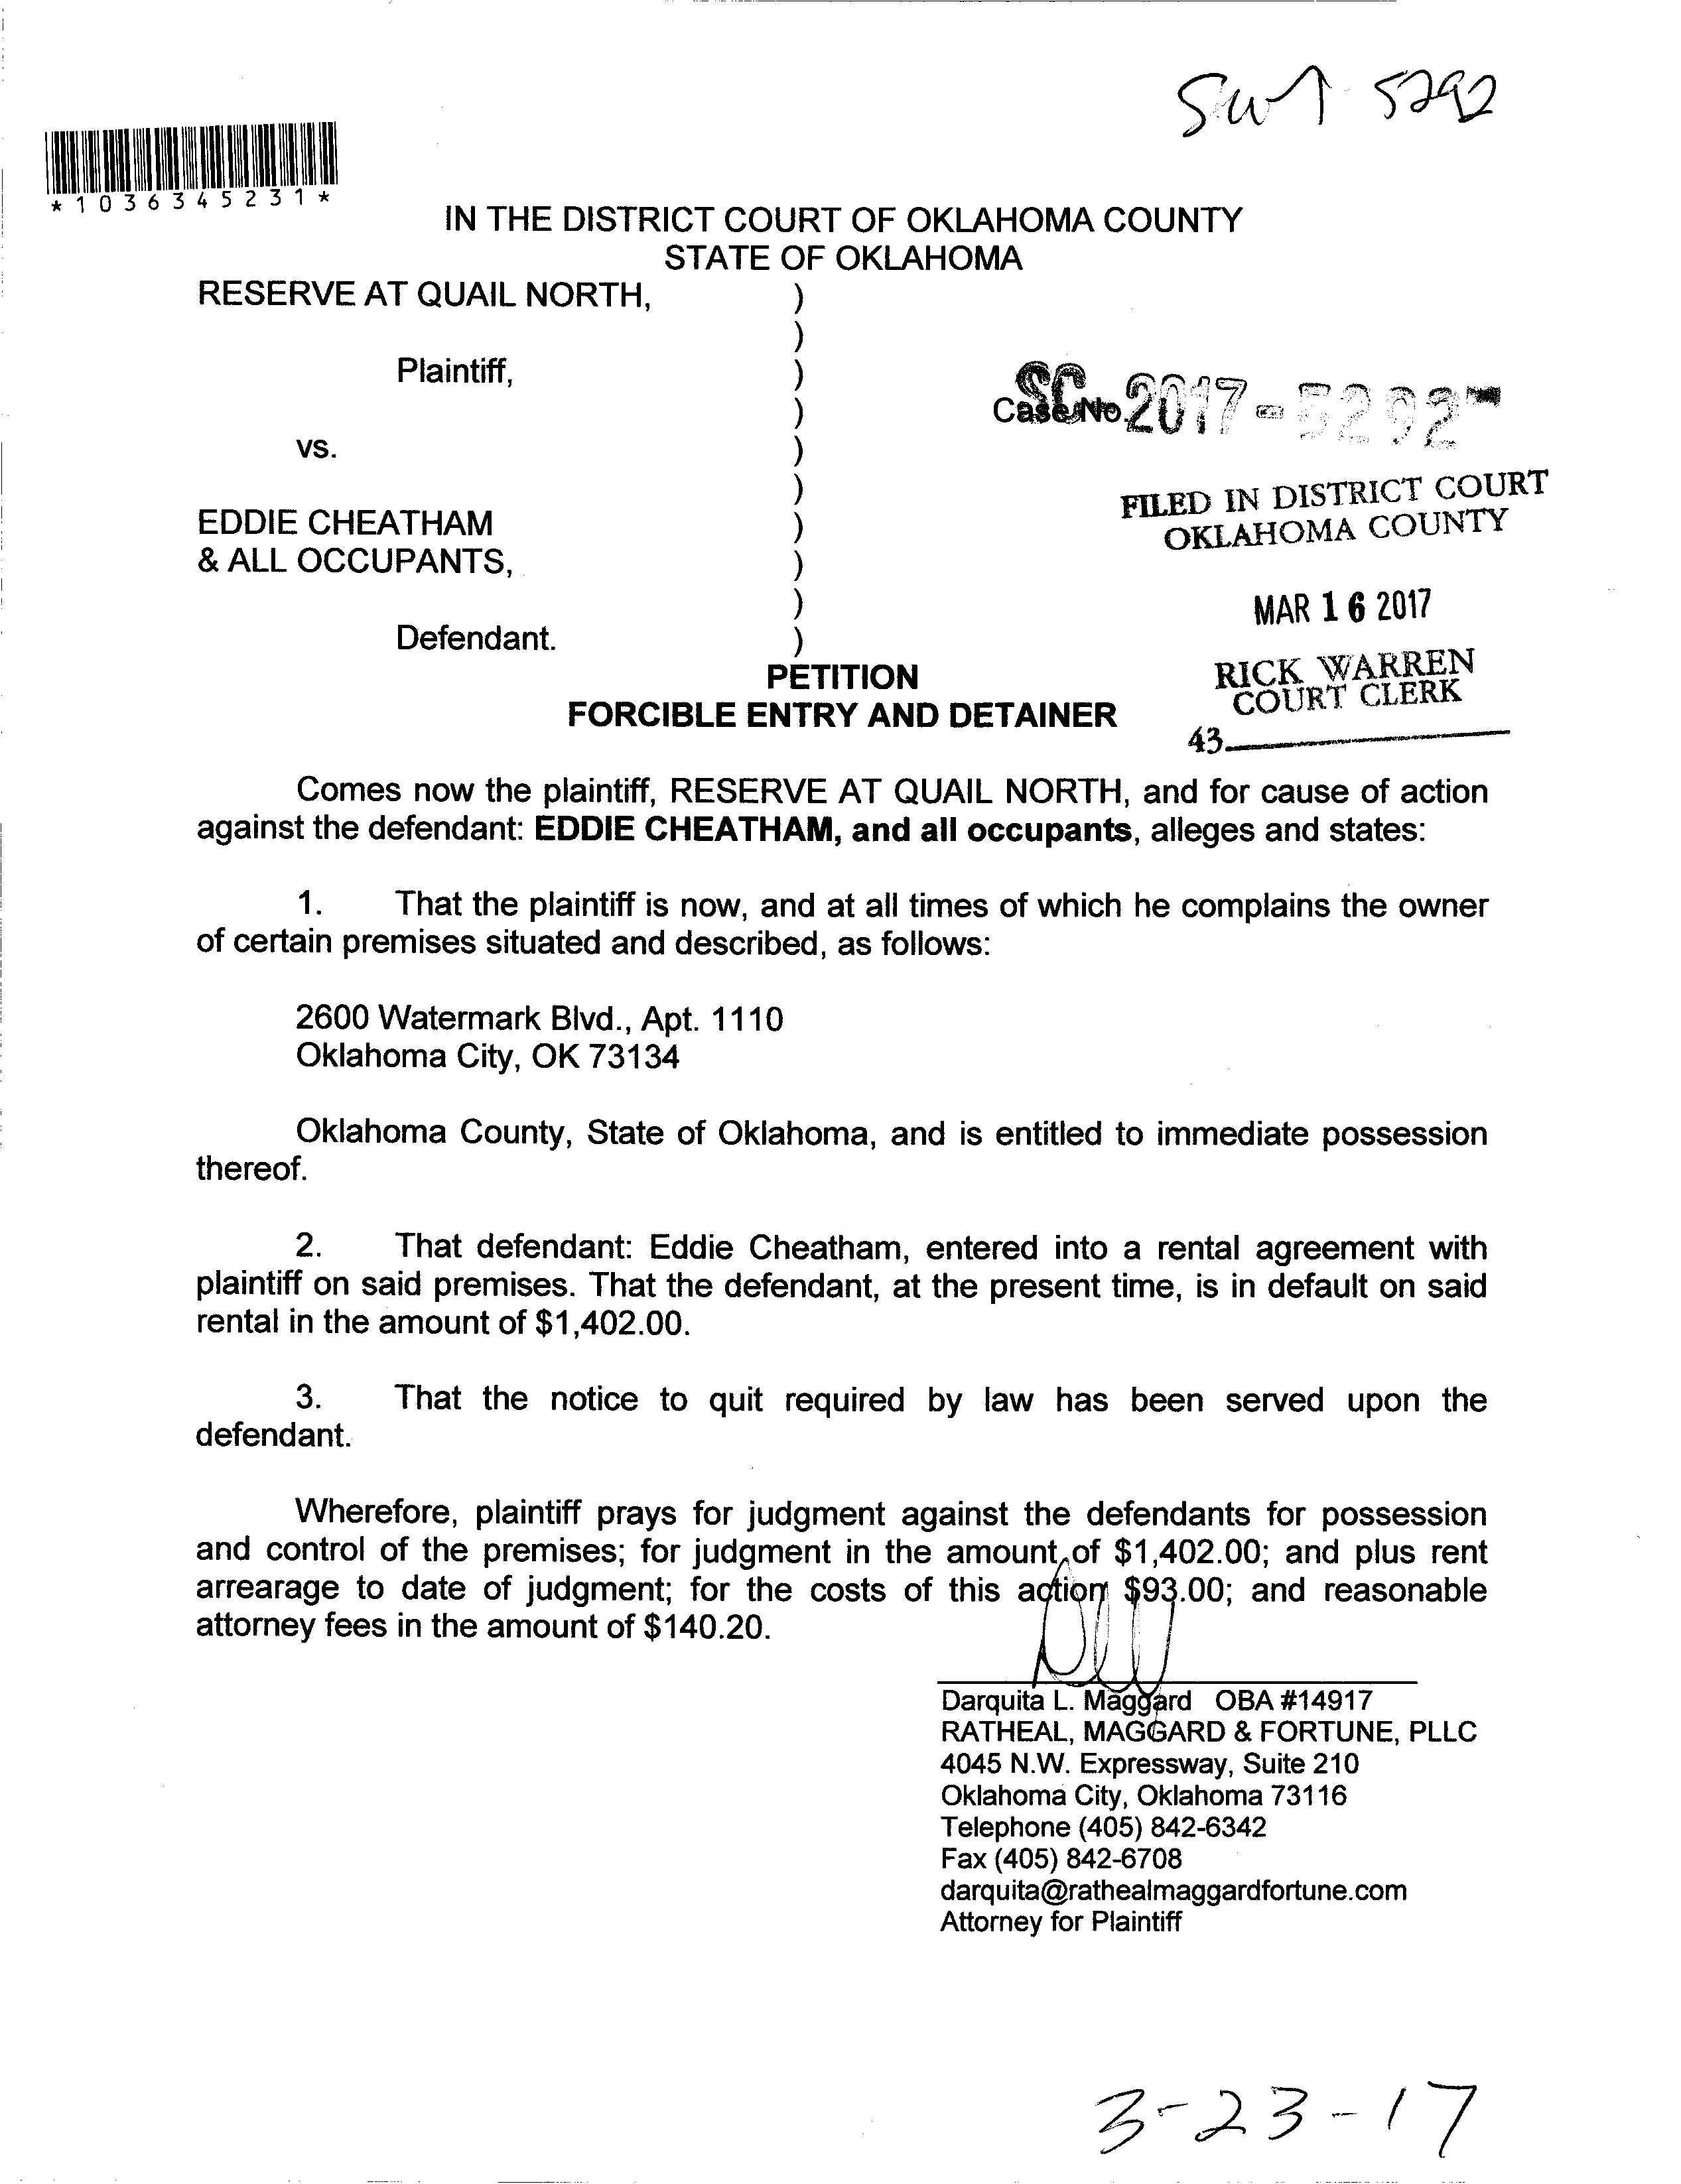 SW1 5292
*1036345231*
IN THE DISTRICT COURT OF OKLAHOMA COUNTY
STATE OF OKLAHOMA
RESERVE AT QUAIL NORTH, )
)
Plaintiff, )
) Case No. SC 2017-5292
vs. )
)
EDDIE CHEATHAM )
& ALL OCCUPANTS, )
)
Defendant. )
FILED IN DISTRICT COURT
OKLAHOMA COUNTY
MAR 16 2017
RICK WARREN
COURT CLERK
43
PETITION
FORCIBLE ENTRY AND DETAINER
Comes now the plaintiff, RESERVE AT QUAIL NORTH, and for cause of action
against the defendant: EDDIE CHEATHAM, and all occupants, alleges and states:
1. That the plaintiff is now, and at all times of which he complains the owner
of certain premises situated and described, as follows:
2600 Watermark Blvd., Apt. 1110
Oklahoma City, OK 73134
Oklahoma County, State of Oklahoma, and is entitled to immediate possession
thereof.
2. That defendant: Eddie Cheatham, entered into a rental agreement with
plaintiff on said premises. That the defendant, at the present time, is in default on said
rental in the amount of $1,402.00.
3. That the notice to quit required by law has been served upon the
defendant.
Wherefore, plaintiff prays for judgment against the defendants for possession
and control of the premises; for judgment in the amount of $1,402.00; and plus rent
arrearage to date of judgment; for the costs of this action $93.00; and reasonable
attorney fees in the amount of $140.20.
Darquita L. Maggard OBA #14917
RATHEAL, MAGGARD & FORTUNE, PLLC
4045 N.W. Expressway, Suite 210
Oklahoma City, Oklahoma 73116
Telephone (405) 842-6342
Fax (405) 842-6708
darquita@rathealmaggardfortune.com
Attorney for Plaintiff
3-23-17